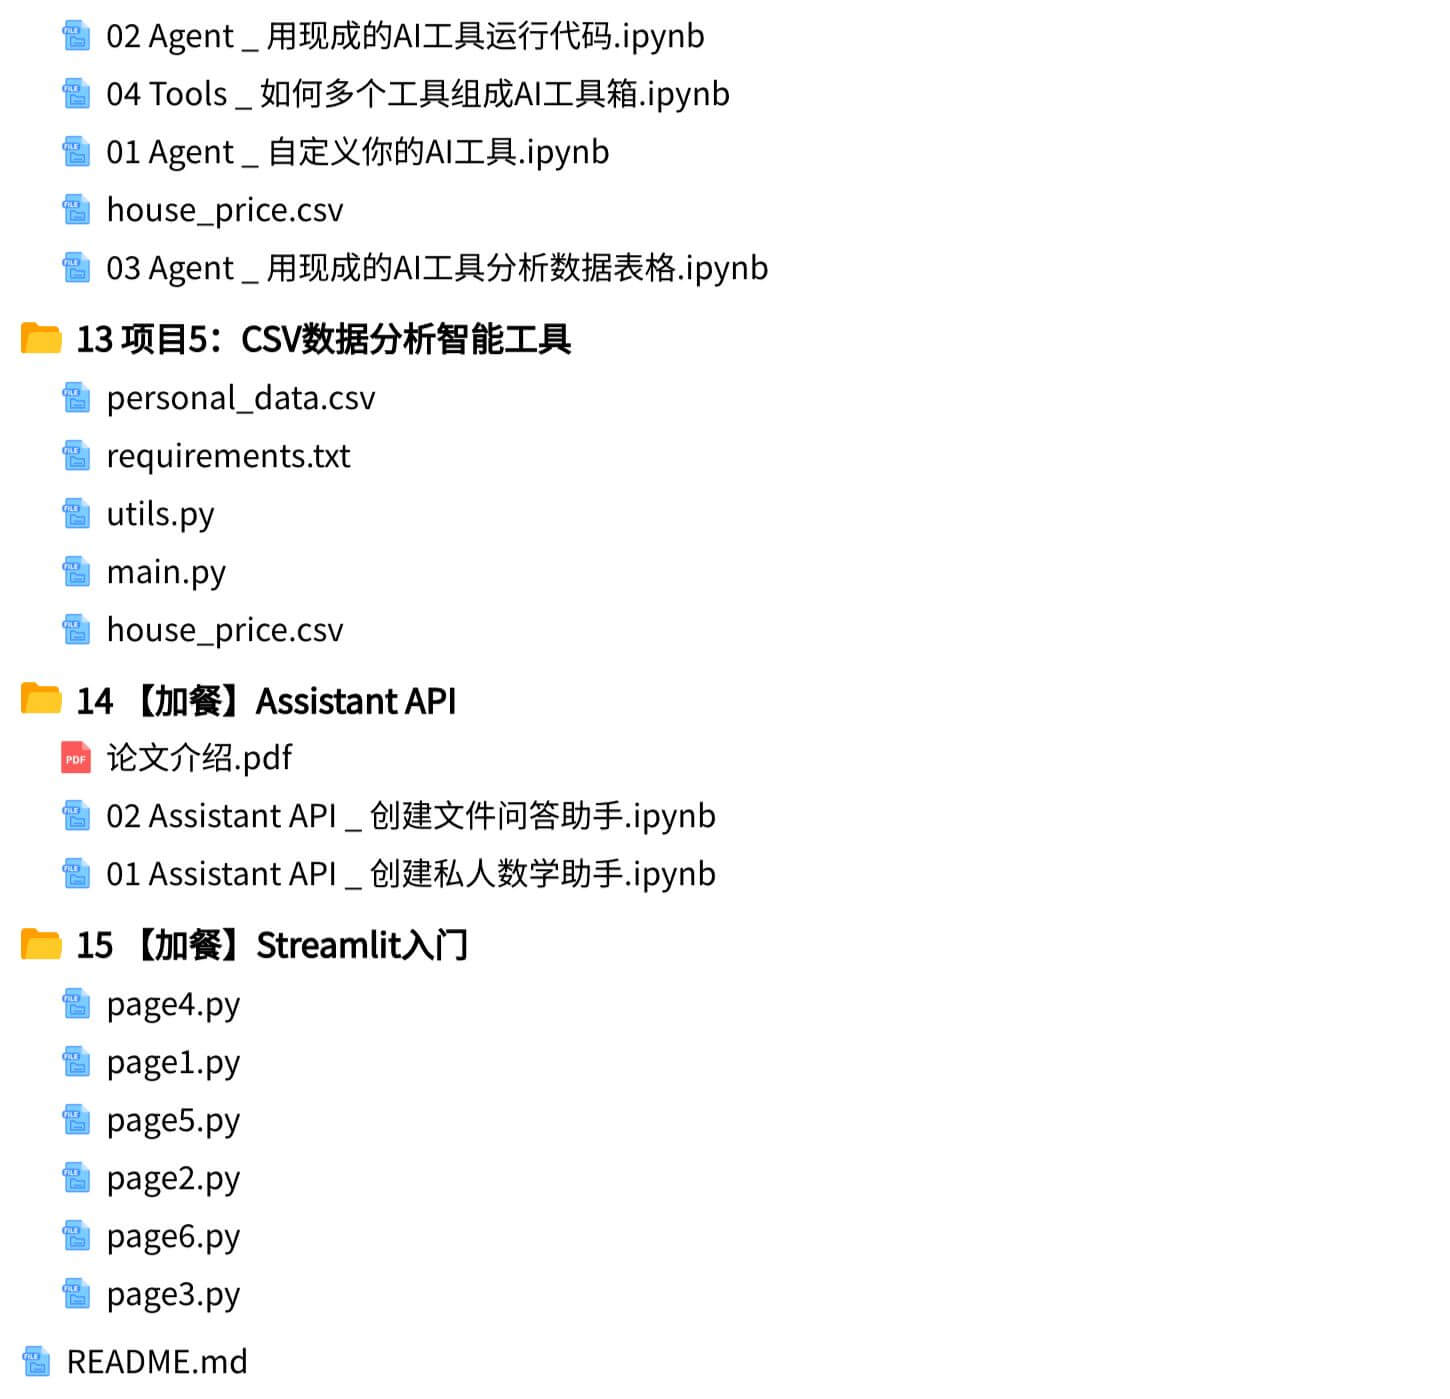 02 Agent _ 用现成的AI工具运行代码.ipynb
04 Tools _ 如何多个工具组成AI工具箱.ipynb
01 Agent _ 自定义你的AI工具.ipynb
house_price.csv
03 Agent _ 用现成的AI工具分析数据表格.ipynb
13 项目5：CSV数据分析智能工具
personal_data.csv
requirements.txt
utils.py
main.py
house_price.csv
14 【加餐】Assistant API
论文介绍.pdf
02 Assistant API _ 创建文件问答助手.ipynb
01 Assistant API _ 创建私人数学助手.ipynb
15 【加餐】Streamlit入门
page4.py
page1.py
page5.py
page2.py
page6.py
page3.py
README.md